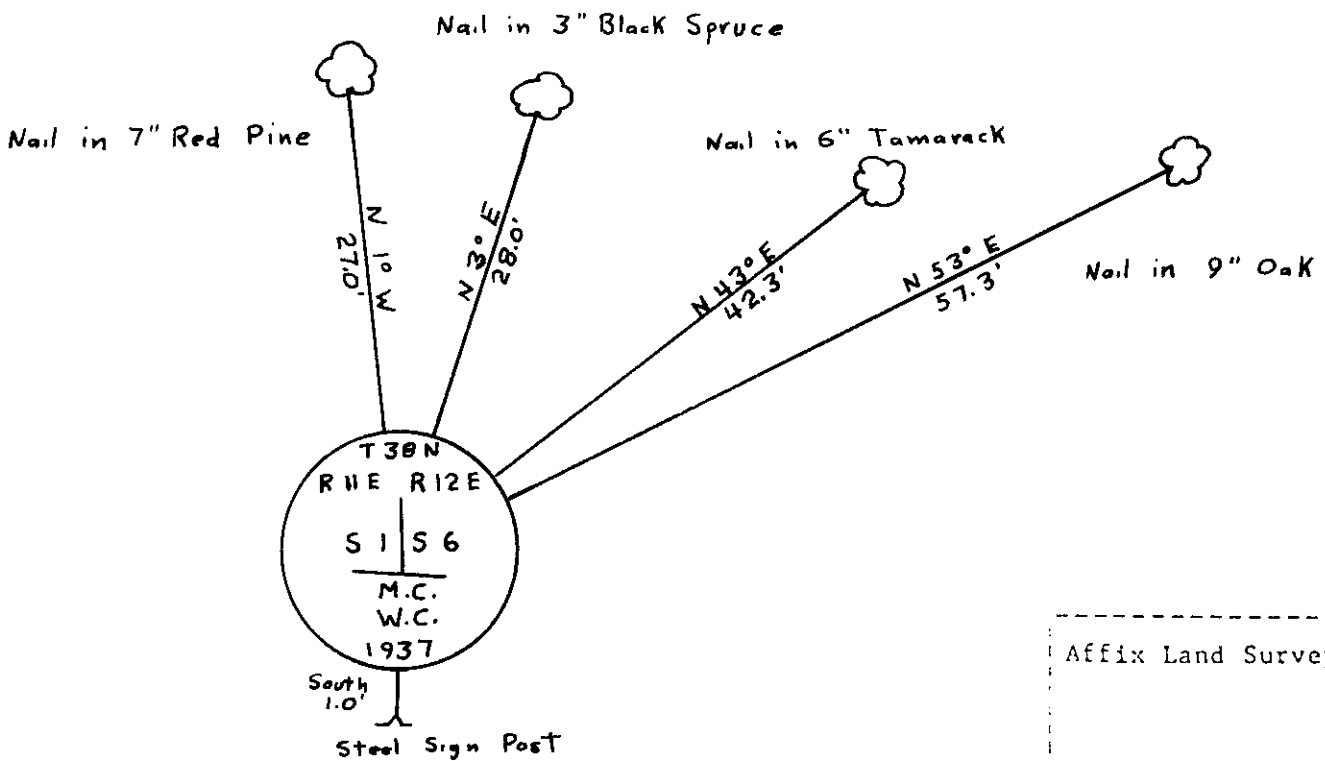 Nail in 3" Black Spruce
Nail in 7" Red Pine
Nail in 6" Tamarack
Nail in 9" Oak
N 1° W
27.0'
N 3° E
28.0'
N 43° E
42.3'
N 53° E
57.3'
T 38 N
R 11 E R 12 E
S 1 S 6
M.C.
W.C.
1937
South
1.0'
Steel Sign Post
Affix Land Surve